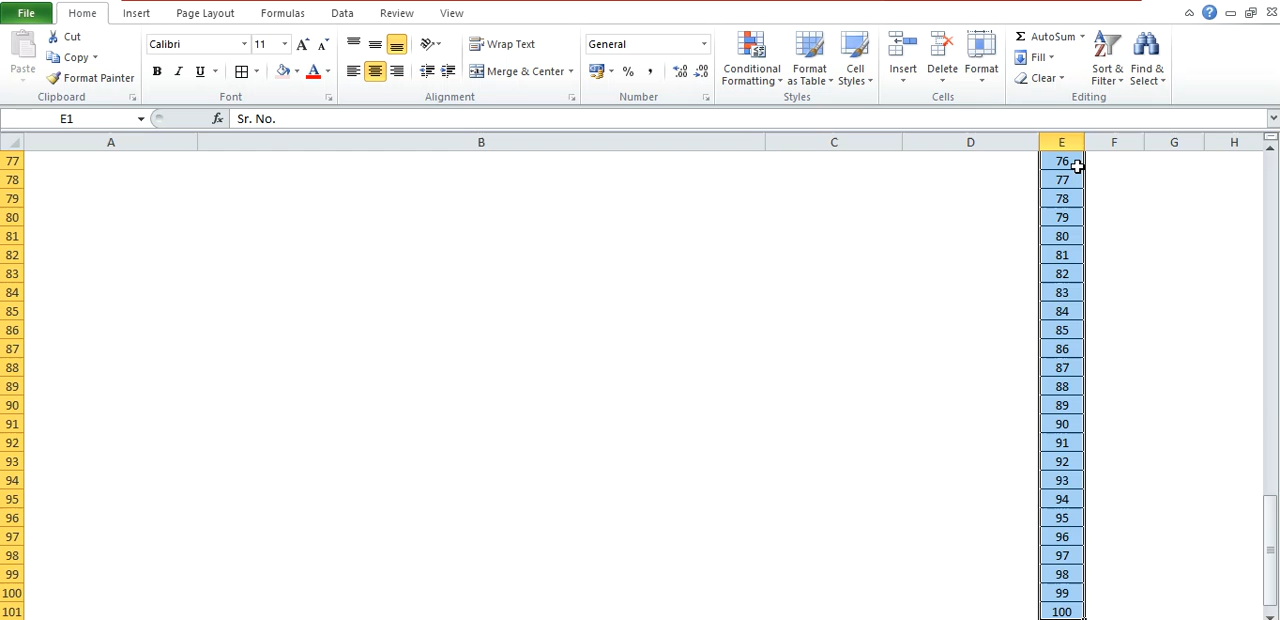 File Home Insert Page Layout Formulas Data Review View
Paste Cut Copy Format Painter Clipboard
Calibri 11 A A B I U A Font
Wrap Text Merge & Center Alignment
General % , .0 .00 .00 .0 Number
Conditional Formatting Format as Table Cell Styles Styles
Insert Delete Format Cells
Σ AutoSum Fill Clear Sort & Filter Find & Select Editing
E1 fx Sr. No.
A B C D E F G H
77 76
78 77
79 78
80 79
81 80
82 81
83 82
84 83
85 84
86 85
87 86
88 87
89 88
90 89
91 90
92 91
93 92
94 93
95 94
96 95
97 96
98 97
99 98
100 99
101 100